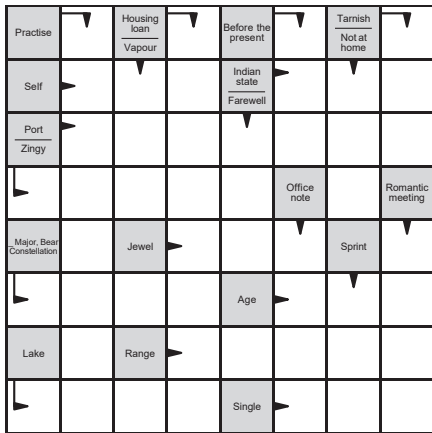 Practise
Housing
loan
Vapour
Before the
present
Tarnish
Not at
home
Self
Indian
state
Farewell
Port
Zingy
Office
note
Romantic
meeting
_Major, Bear
Constellation
Jewel
Sprint
Age
Lake
Range
Single